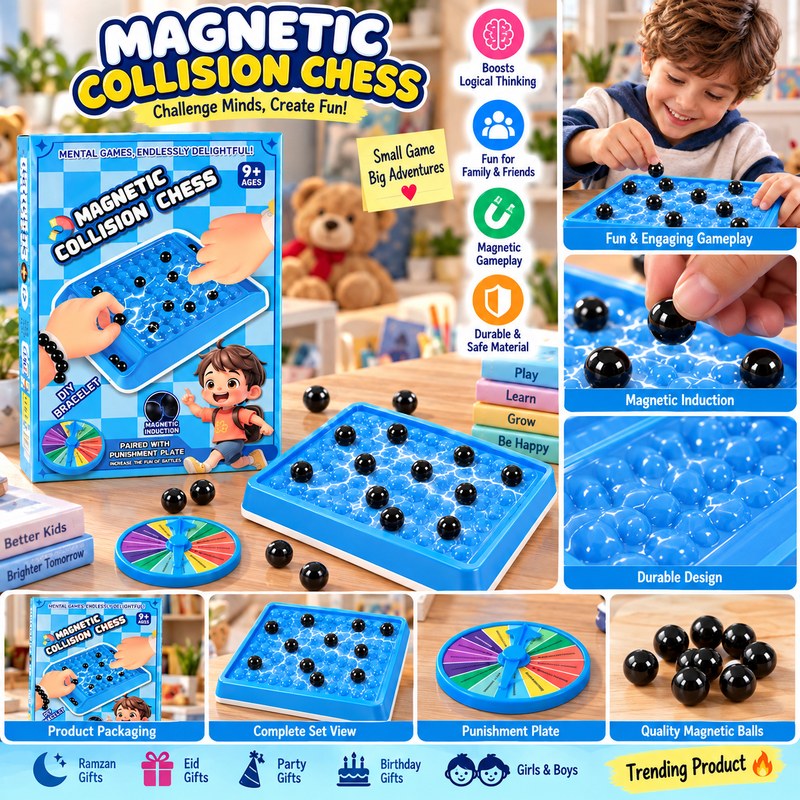 MAGNETIC
COLLISION CHESS
Challenge Minds, Create Fun!
MENTAL GAMES, ENDLESSLY DELIGHTFUL!
9+
AGES
MAGNETIC
COLLISION CHESS
DIY
BRACELET
MAGNETIC
INDUCTION
PAIRED WITH
PUNISHMENT PLATE
INCREASE THE FUN OF BATTLES
Small Game
Big Adventures
Boosts
Logical Thinking
Fun for
Family & Friends
Magnetic
Gameplay
Durable &
Safe Material
Play
Learn
Grow
Be Happy
Better Kids
Brighter Tomorrow
Fun & Engaging Gameplay
Magnetic Induction
Durable Design
MENTAL GAMES, ENDLESSLY DELIGHTFUL!
9+
AGES
MAGNETIC
COLLISION CHESS
Product Packaging
Complete Set View
Punishment Plate
Quality Magnetic Balls
Ramzan
Gifts
Eid
Gifts
Party
Gifts
Birthday
Gifts
Girls & Boys
Trending Product